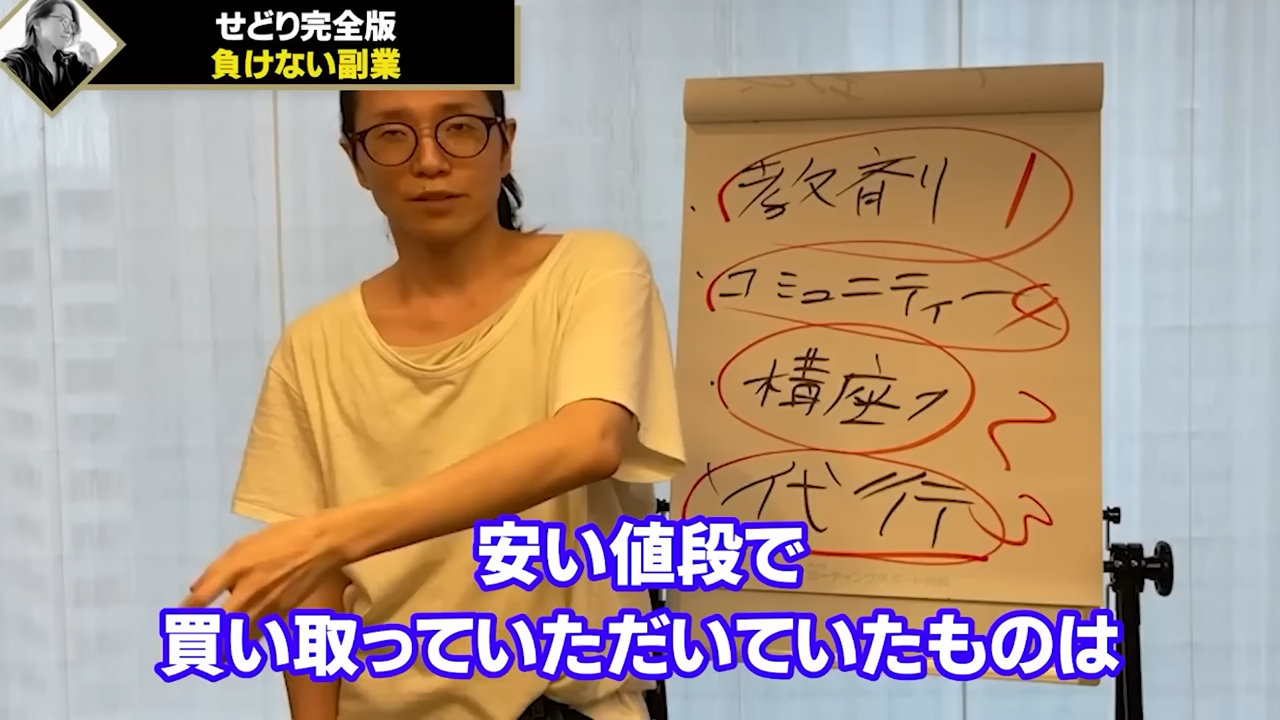 せどり完全版
負けない副業
教剤 1
コミュニティー 4
講座 2
代行 3
安い値段で
買い取っていただいていたものは